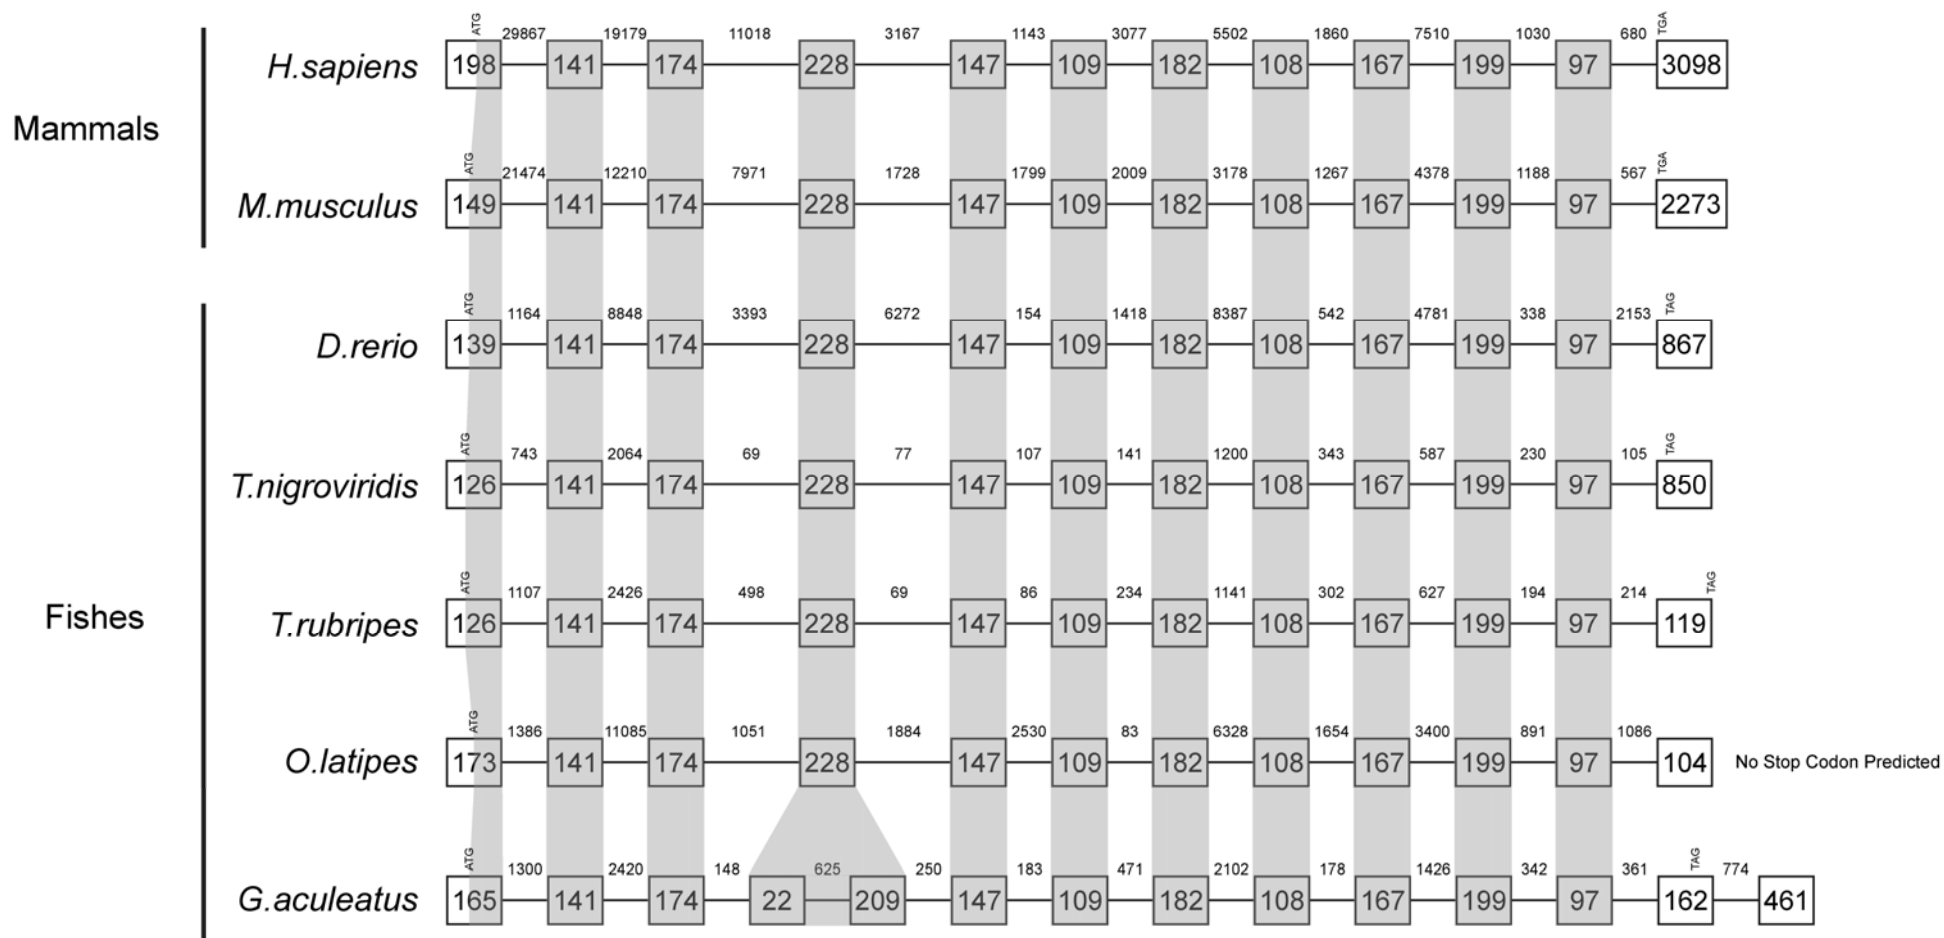 ATG 29867 19179 11018 3167 1143 3077 5502 1860 7510 1030 680 TGA
H.sapiens 198 141 174 228 147 109 182 108 167 199 97 3098
Mammals
ATG 21474 12210 7971 1728 1799 2009 3178 1267 4378 1188 567 TGA
M.musculus 149 141 174 228 147 109 182 108 167 199 97 2273
ATG 1164 8848 3393 6272 154 1418 8387 542 4781 338 2153 TAG
D.rerio 139 141 174 228 147 109 182 108 167 199 97 867
ATG 743 2064 69 77 107 141 1200 343 587 230 105 TAG
T.nigroviridis 126 141 174 228 147 109 182 108 167 199 97 850
ATG 1107 2426 498 69 86 234 1141 302 627 194 214 TAG
Fishes
T.rubripes 126 141 174 228 147 109 182 108 167 199 97 119
ATG 1386 11085 1051 1884 2530 83 6328 1654 3400 891 1086
O.latipes 173 141 174 228 147 109 182 108 167 199 97 104 No Stop Codon Predicted
ATG 1300 2420 148 625 250 183 471 2102 178 1426 342 361 TAG 774
G.aculeatus 165 141 174 22 209 147 109 182 108 167 199 97 162 461